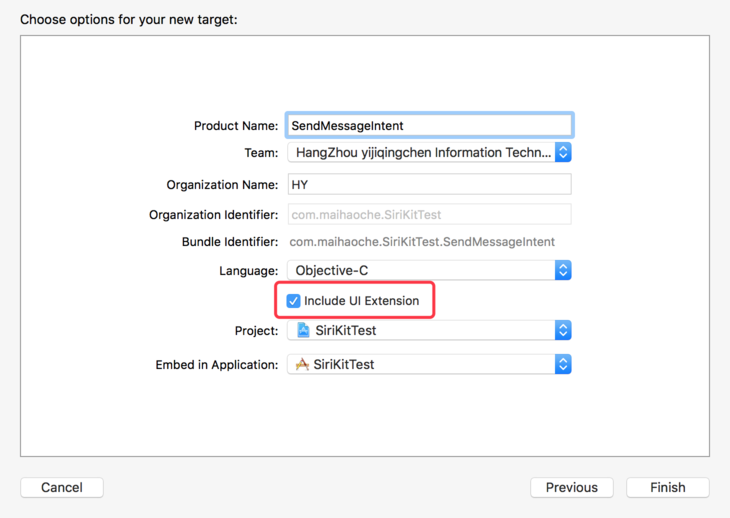 Choose options for your new target:
Product Name: SendMessageIntent
Team: HangZhou yijiqingchen Information Techn...
Organization Name: HY
Organization Identifier: com.maihaoche.SiriKitTest
Bundle Identifier: com.maihaoche.SiriKitTest.SendMessageIntent
Language: Objective-C
Include UI Extension
Project: SiriKitTest
Embed in Application: SiriKitTest
Cancel Previous Finish